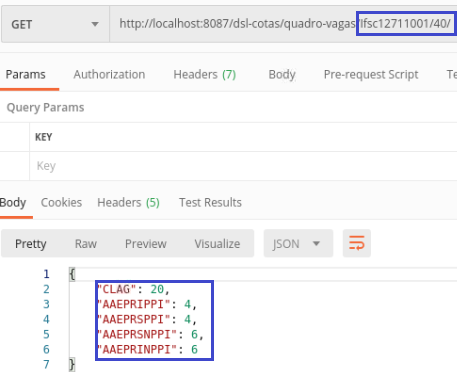 GET http://localhost:8087/dsl-cotas/quadro-vagas/ifsc12711001/40/
Params Authorization Headers (7) Body Pre-request Script Te
Query Params
KEY
Key
Body Cookies Headers (5) Test Results
Pretty Raw Preview Visualize JSON
1 {
2 "CLAG": 20,
3 "AAEPRIPPI": 4,
4 "AAEPRSPPI": 4,
5 "AAEPRSNPPI": 6,
6 "AAEPRINPPI": 6
7 }